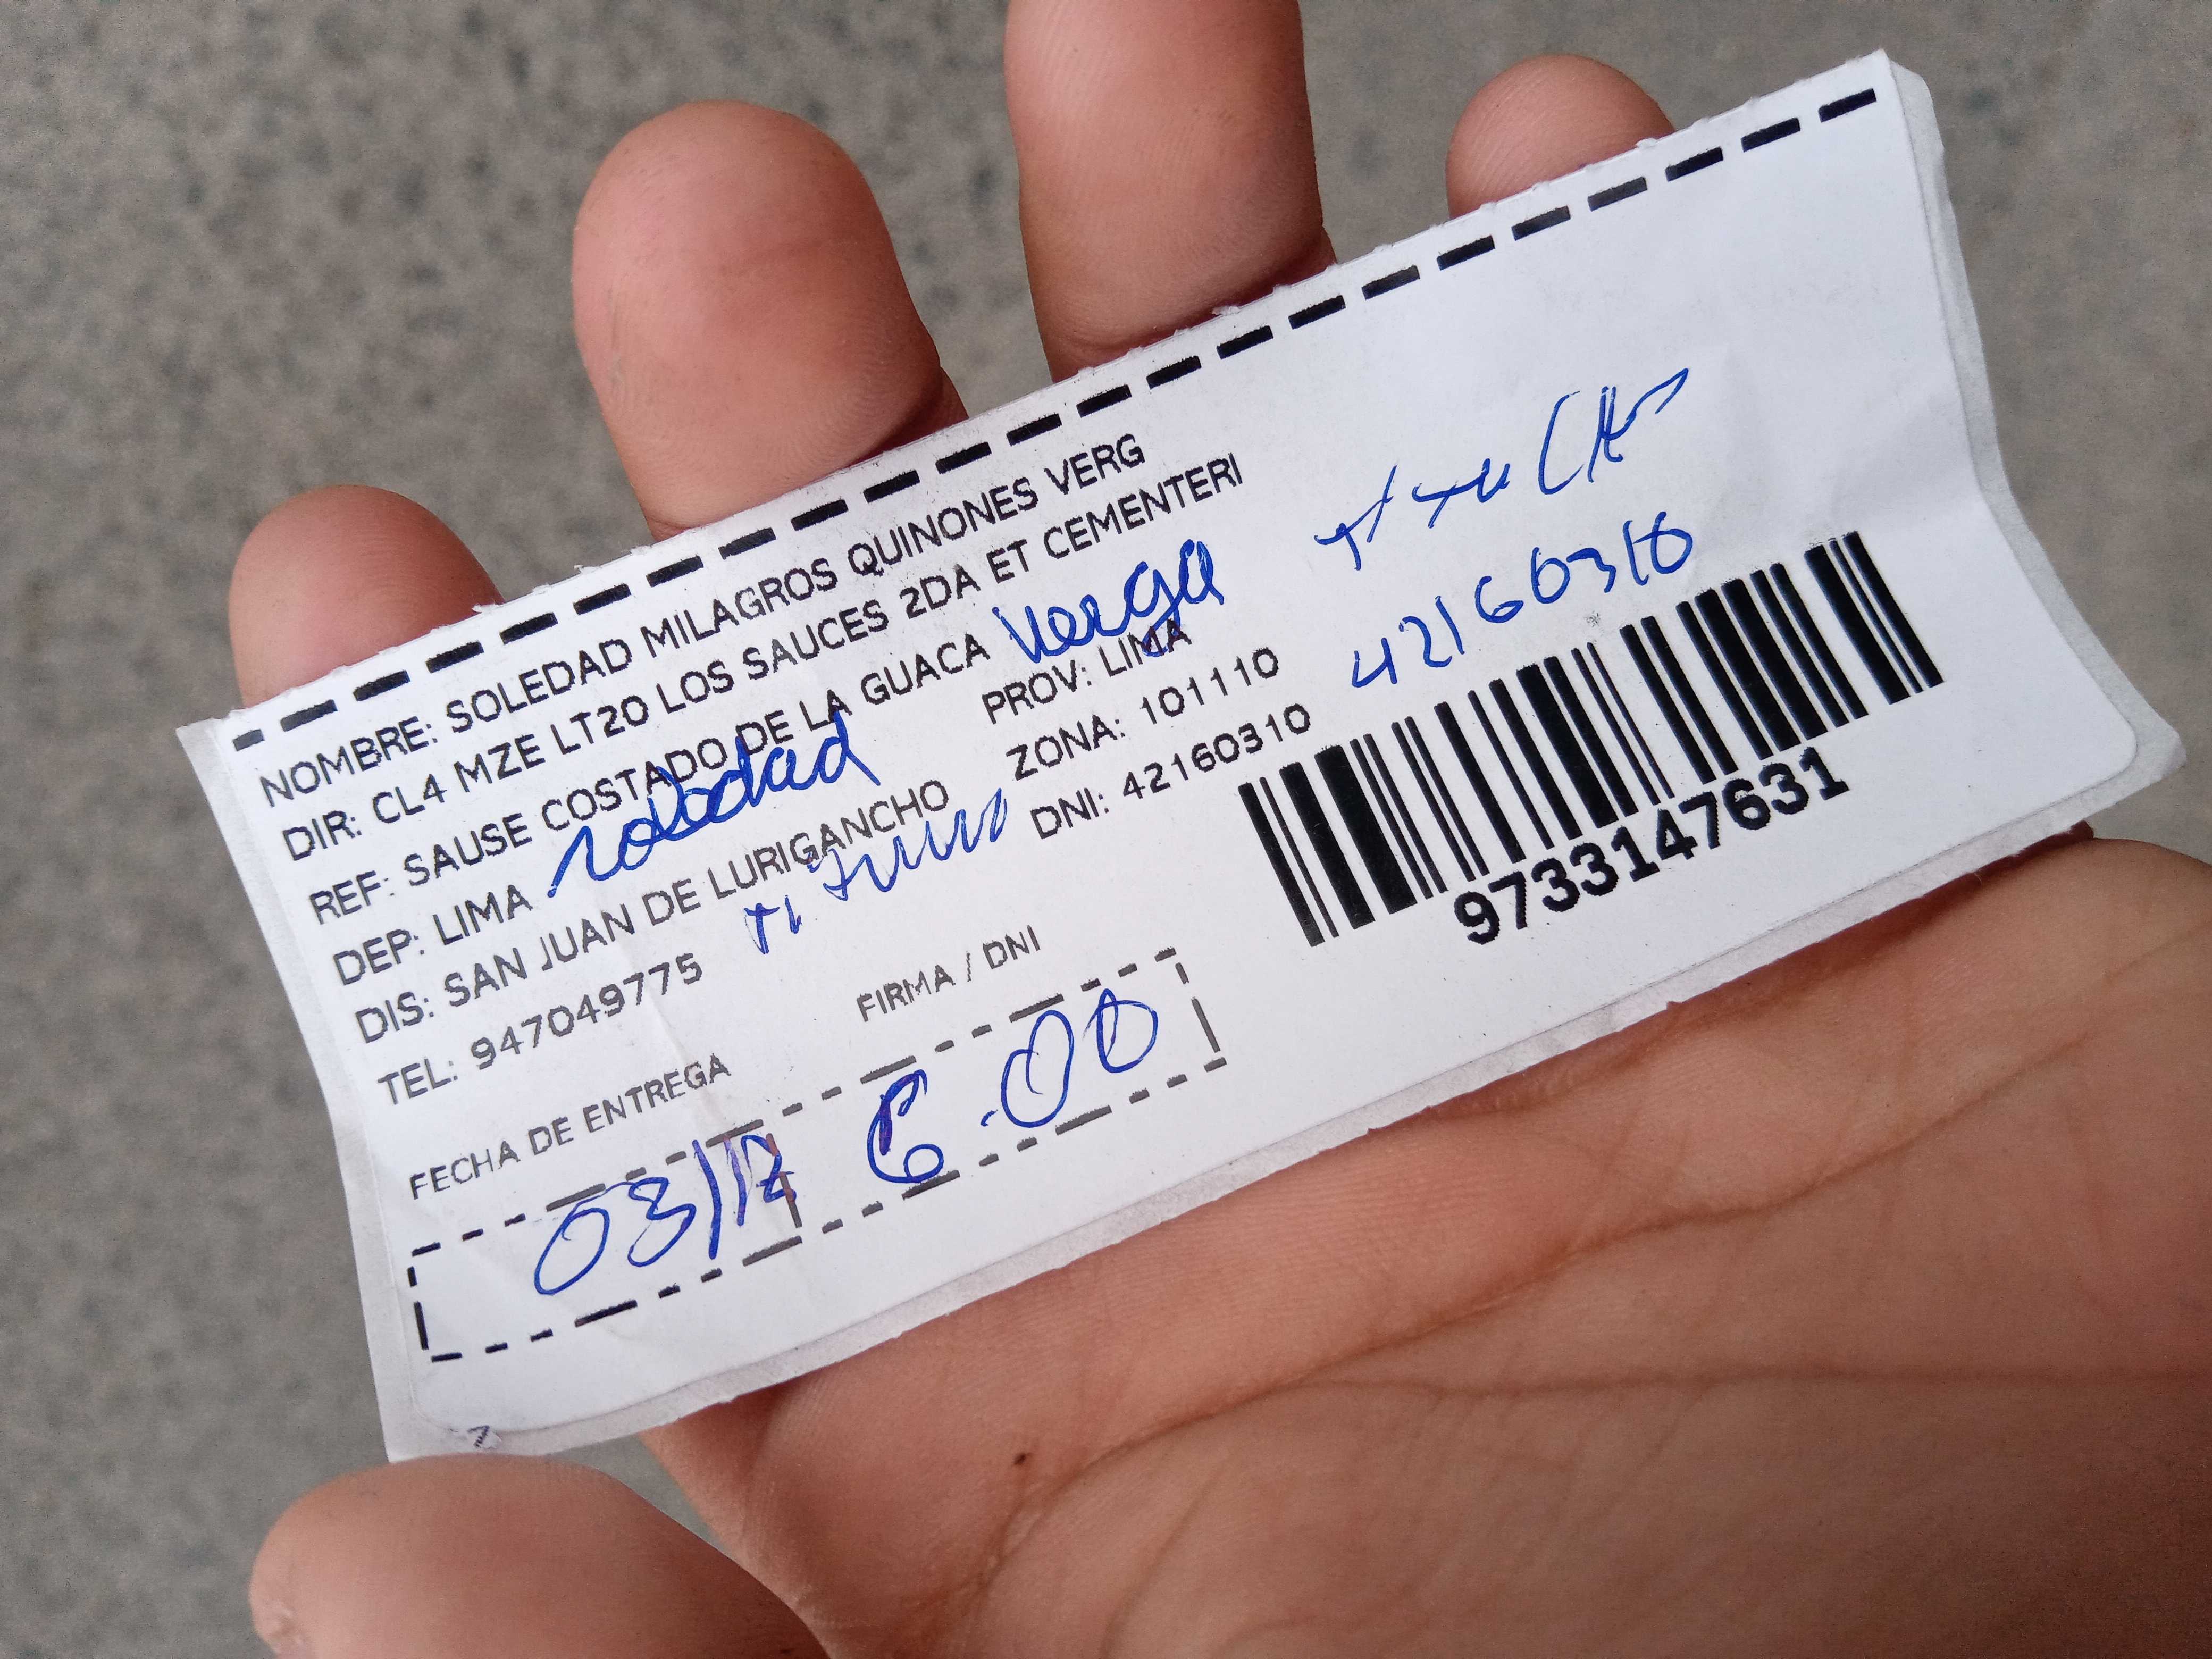 NOMBRE: SOLEDAD MILAGROS QUINONES VERG
DIR: CL4 MZE LT20 LOS SAUCES 2DA ET CEMENTERI
REF: SAUSE COSTADO DE LA GUACA
Soledad Verga
DEP: LIMA PROV: LIMA
DIS: SAN JUAN DE LURIGANCHO ZONA: 101110
TEL: 947049775 DNI: 42160310
42160310
9733147631
FECHA DE ENTREGA FIRMA / DNI
03/12 6.00